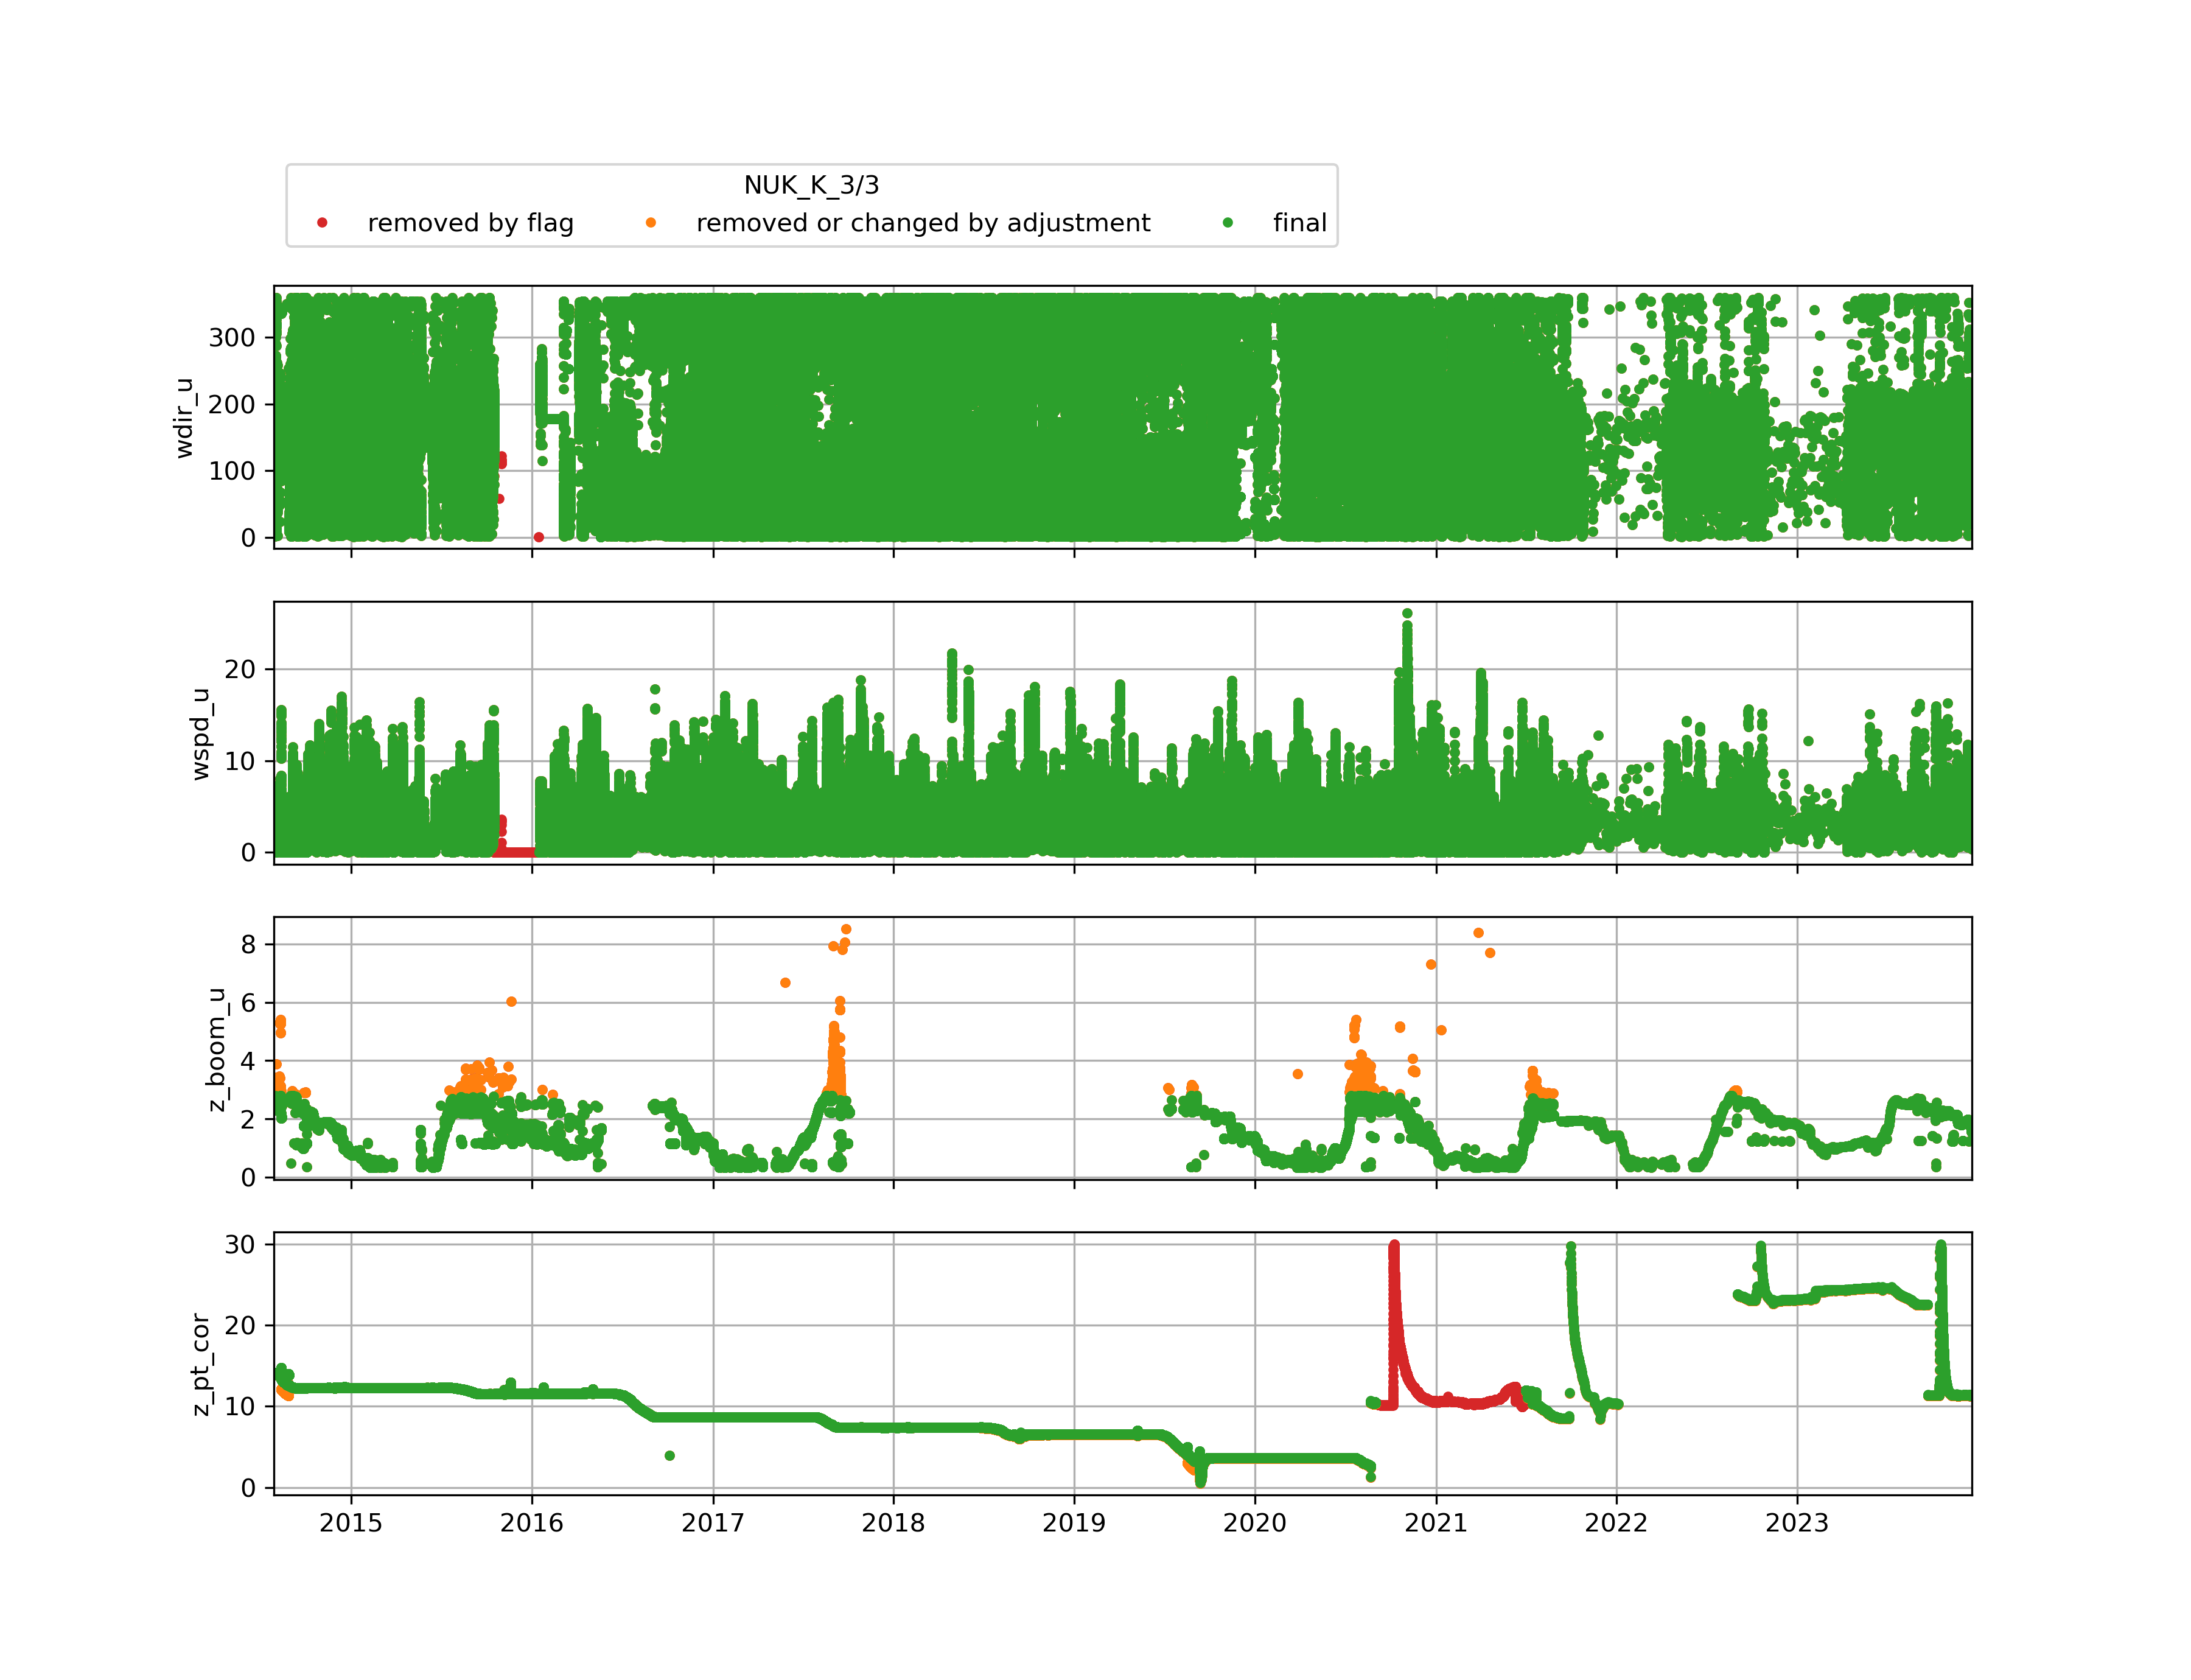 NUK_K_3/3
removed by flag removed or changed by adjustment final
300
200
100
0
wdir_u
20
10
0
wspd_u
8
6
4
2
0
z_boom_u
30
20
10
0
z_pt_cor
2015 2016 2017 2018 2019 2020 2021 2022 2023